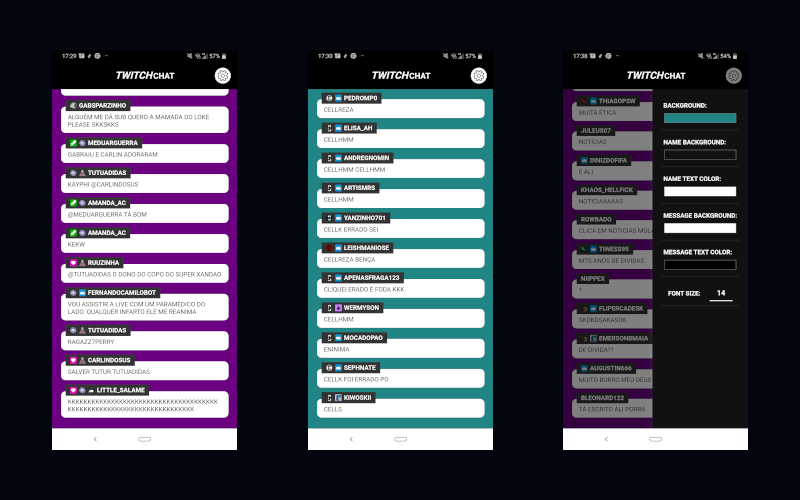 17:29
57%
TWITCHCHAT
GABSPARZINHO
ALGUÉM ME DÁ SUB QUERO A MAMADA DO LOKE
PLEASE SKKSKKS
MEDUARGUERRA
GABRAIU E CARLIN ADORARAM
TUTUADIDAS
KAYPHI @CARLINDOSUS
AMANDA_AC
@MEDUARGUERRA TÁ BOM
AMANDA_AC
KEKW
RUUZINHA
@TUTUADIDAS O DONO DO COPO DO SUPER XANDAO
FERNANDOCAMILOBOT
VOU ASSISTIR A LIVE COM UM PARAMÉDICO DO
LADO. QUALQUER INFARTO ELE ME REANIMA
TUTUADIDAS
RAGAZZ7PERRY
CARLINDOSUS
SALVER TUTUR TUTUADIDAS
LITTLE_SALAME
17:30
57%
TWITCHCHAT
PEDROMP0
CELLREZA
ELISA_AH
CELLHMM
ANDREGNOMIN
CELLHMM CELLHMM
ARTISMRS
CELLHMM
YANZINHO701
CELLK ERRADO SEI
LEISHMANIOSE
CELLREZA BENÇA
APENASFRAGA123
CLIQUEI ERADO É FODA KKK
WERMYSON
CELLHMM
MOCADOPAO
ENINIMA
SEPHNATE
CELLK FOI ERRADO PO
KIWOSKII
CELLS
17:38
54%
TWITCHCHAT
THIAGOPSW
MUITA ÉTICA
JULEUS07
NOTÍCIAS
DINIZDOFIFA
É ALI
KHAOS_HELLFICK
NOTICIAAAAAS
ROWBADO
CLICA EM NOTICIAS MULA
TIWESS95
MTS ANOS DE DIVIDAS
NIIPPEX
?
FLIPERCADESK
SKDKDSAKASDK
EMERSONBMAIA
DE DIVIDA??
AUGUSTIN666
MUITO BURRO MEU DEUS
BLEONARD122
TÁ ESCRITO ALI PORRA
BACKGROUND:
NAME BACKGROUND:
NAME TEXT COLOR:
MESSAGE BACKGROUND:
MESSAGE TEXT COLOR:
FONT SIZE: 14